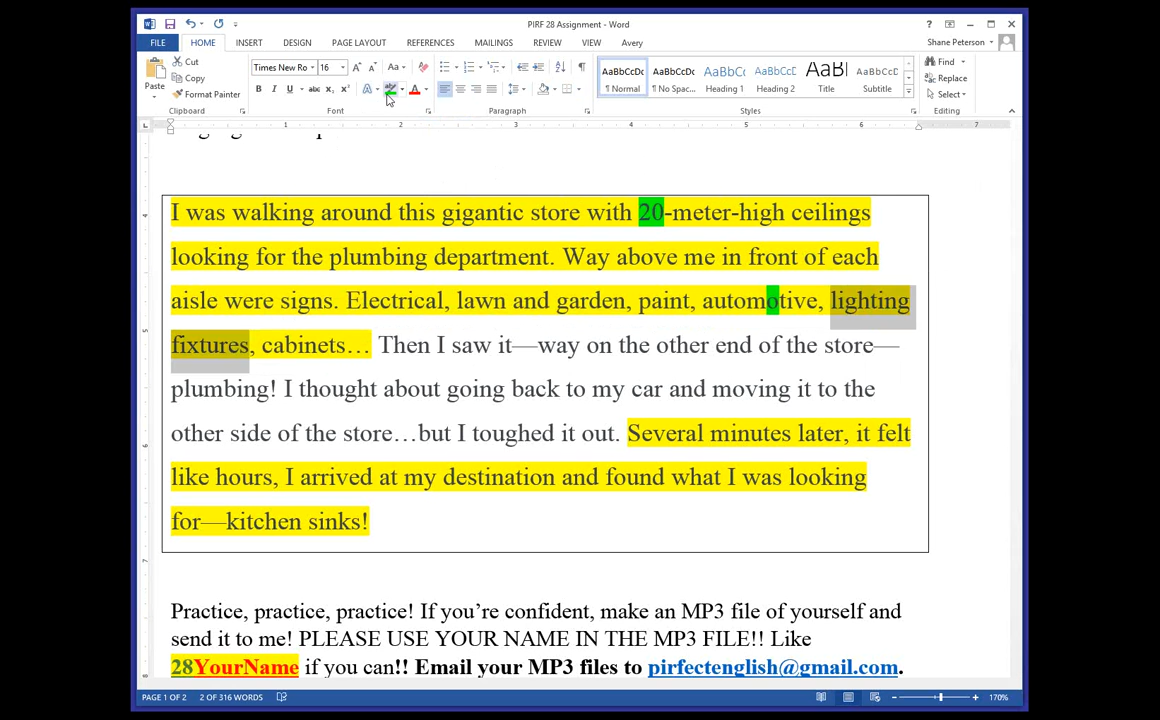 PIRF 28 Assignment - Word
FILE HOME INSERT DESIGN PAGE LAYOUT REFERENCES MAILINGS REVIEW VIEW Avery
Shane Peterson
Paste
Cut
Copy
Format Painter
Clipboard
Times New Ro 16
Font
Paragraph
AaBbCcDc AaBbCcDc AaBbCc AaBbCcC AaBl AaBbCcD
¶ Normal ¶ No Spac... Heading 1 Heading 2 Title Subtitle
Styles
Find
Replace
Select
Editing
1 2 3 4 5 6 7
I was walking around this gigantic store with 20-meter-high ceilings
looking for the plumbing department. Way above me in front of each
aisle were signs. Electrical, lawn and garden, paint, automotive, lighting
fixtures, cabinets… Then I saw it—way on the other end of the store—
plumbing! I thought about going back to my car and moving it to the
other side of the store…but I toughed it out. Several minutes later, it felt
like hours, I arrived at my destination and found what I was looking
for—kitchen sinks!
Practice, practice, practice! If you’re confident, make an MP3 file of yourself and
send it to me! PLEASE USE YOUR NAME IN THE MP3 FILE!! Like
28YourName if you can!! Email your MP3 files to pirfectenglish@gmail.com.
PAGE 1 OF 2 2 OF 316 WORDS
170%